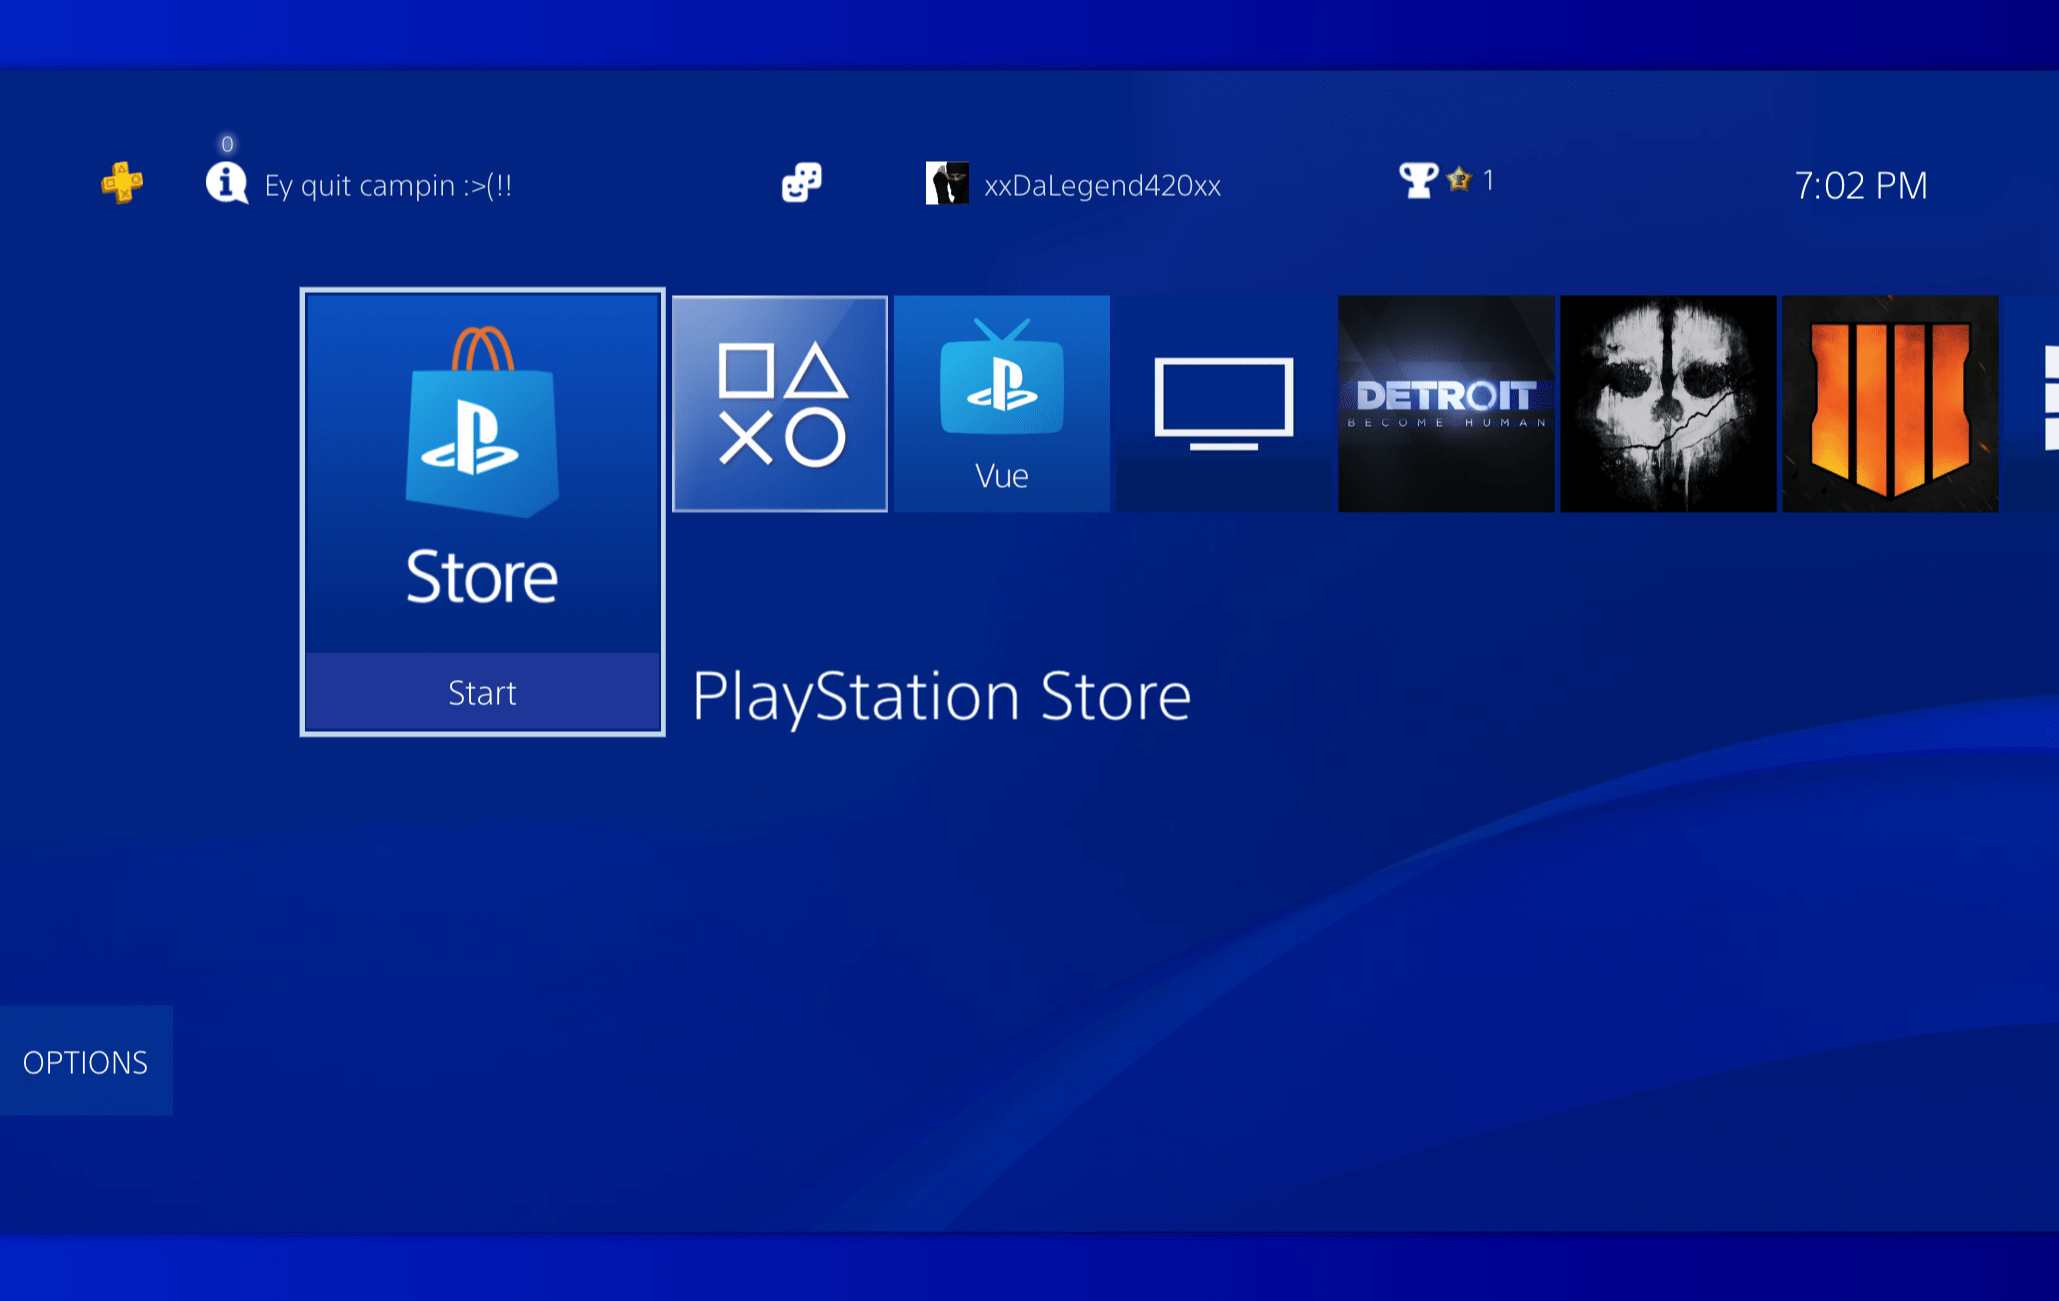 0
Ey quit campin :>(!!
xxDaLegend420xx
1
7:02 PM
Store
Vue
DETROIT
BECOME HUMAN
Start
PlayStation Store
OPTIONS